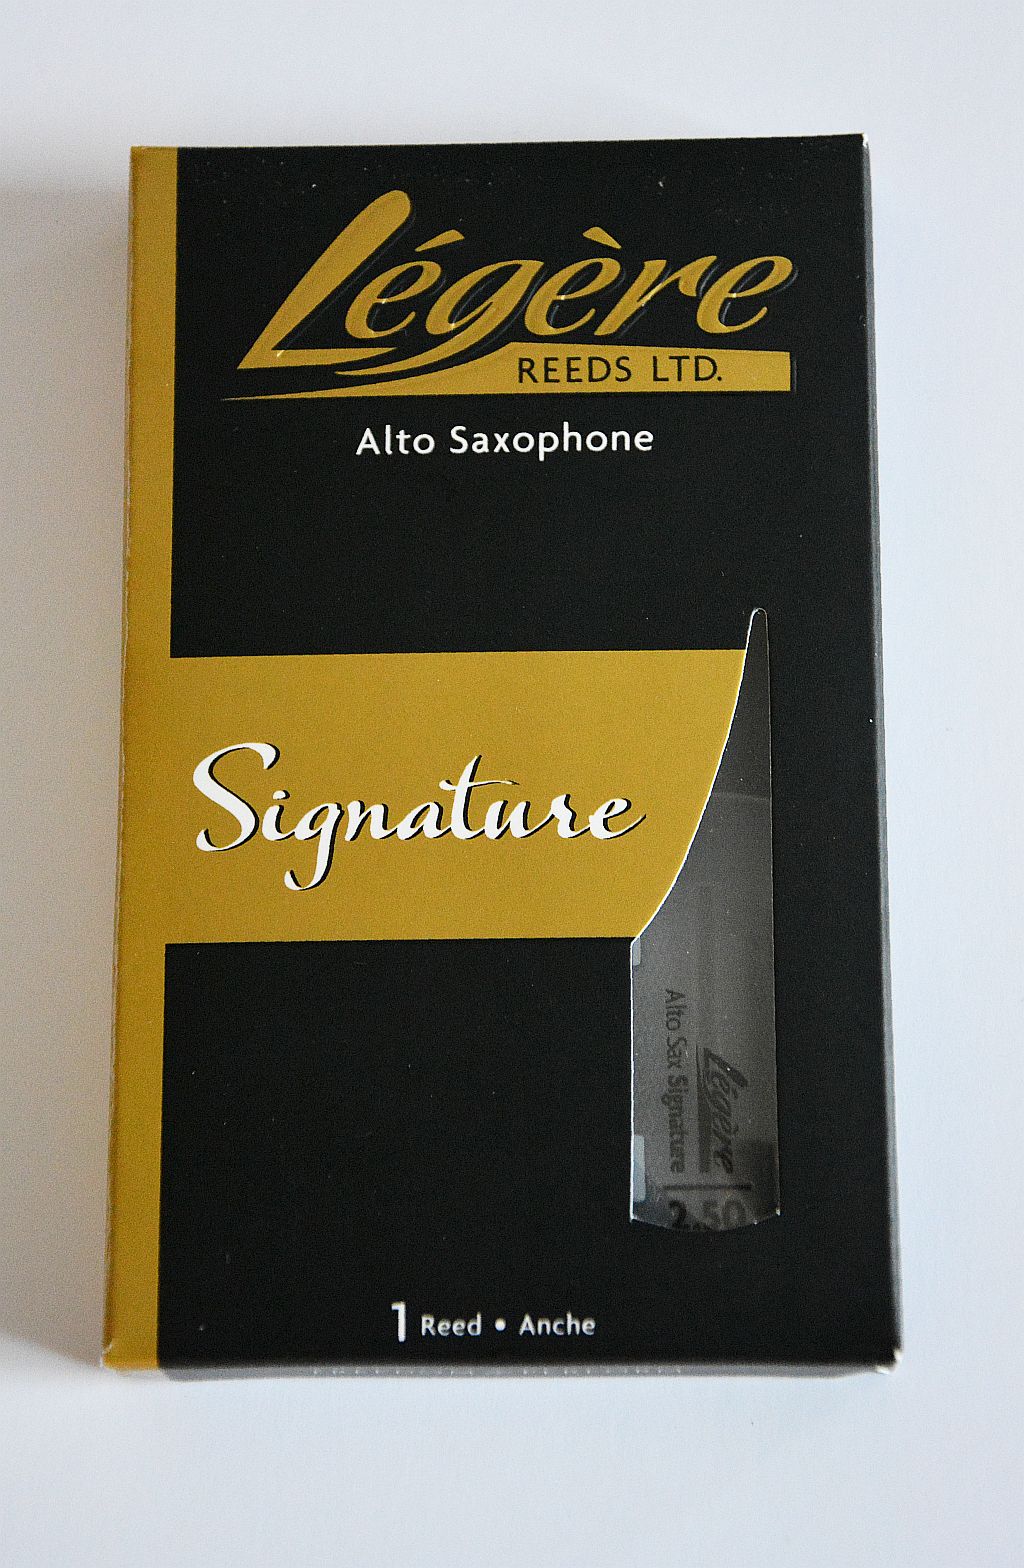 Légère
REEDS LTD.
Alto Saxophone
Signature
Légère
Alto Sax Signature
2.50
1 Reed • Anche